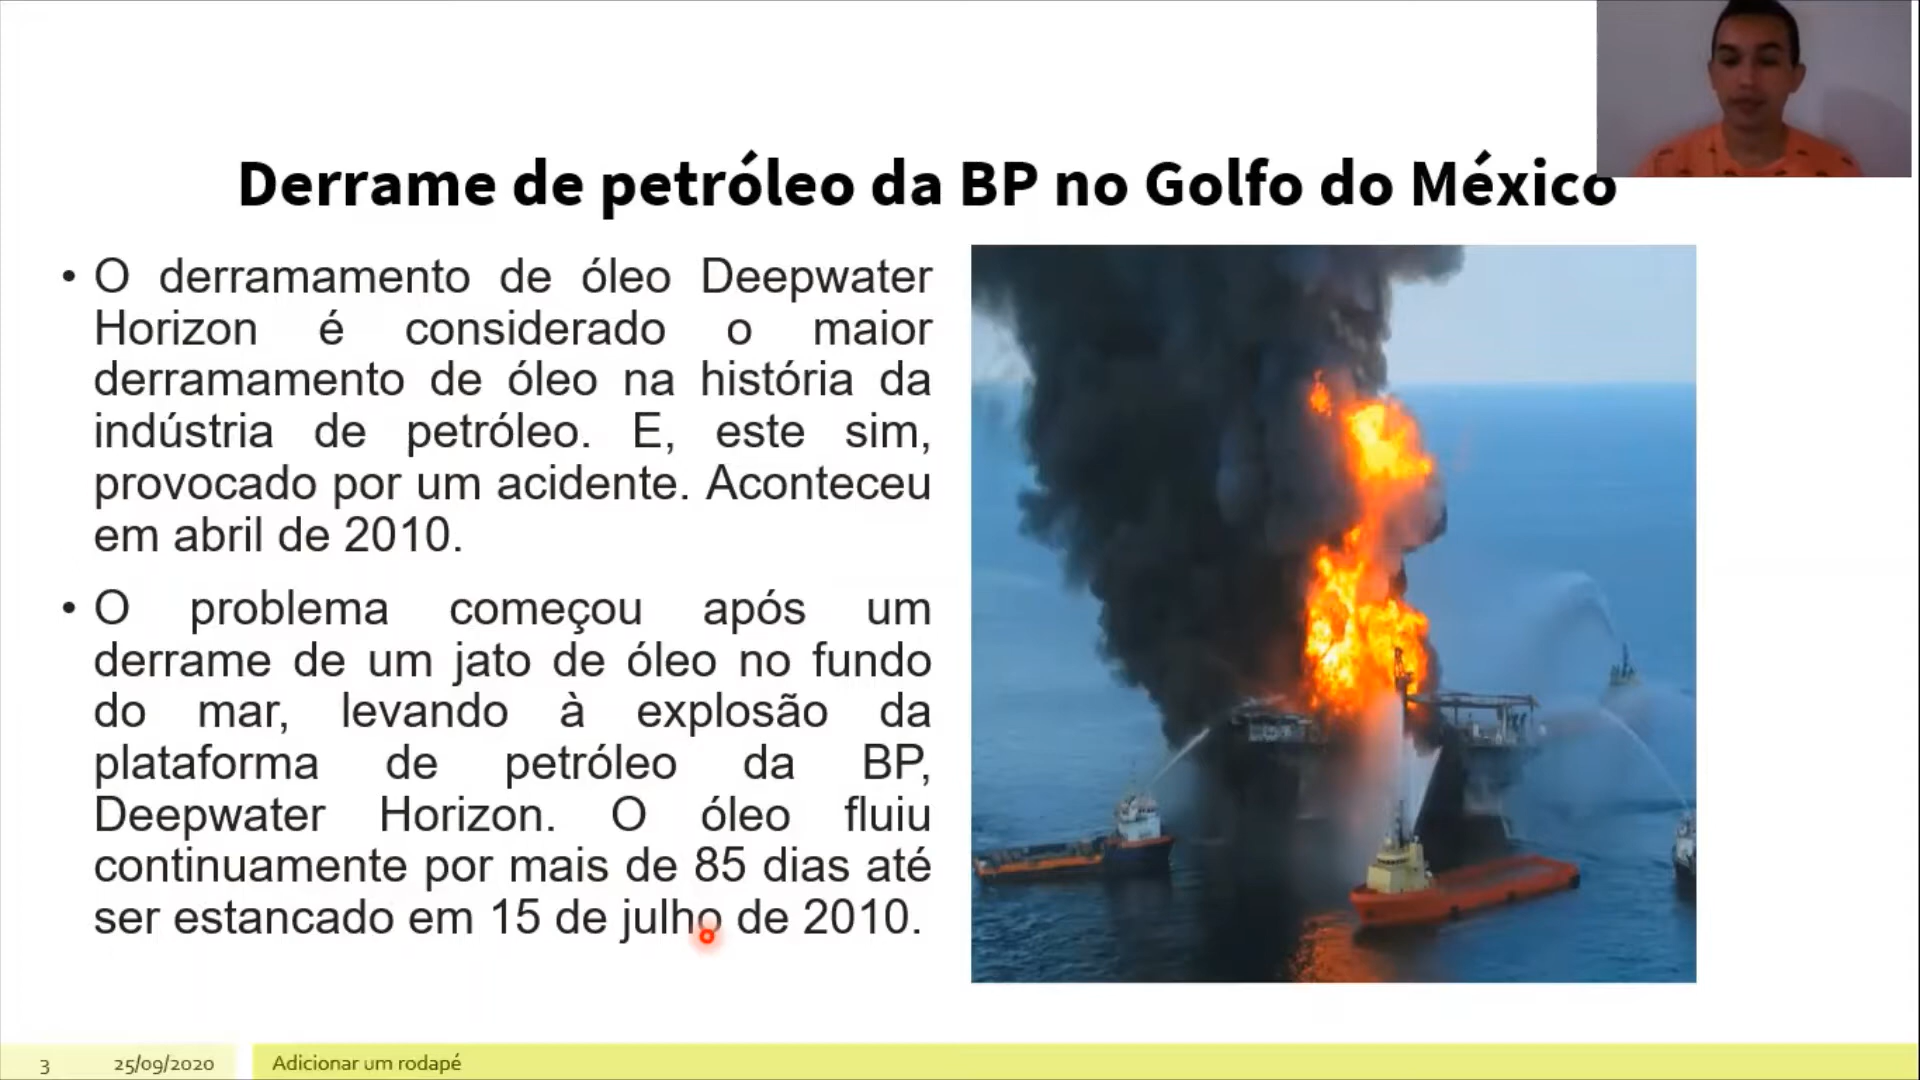 Derrame de petróleo da BP no Golfo do México
• O derramamento de óleo Deepwater
Horizon é considerado o maior
derramamento de óleo na história da
indústria de petróleo. E, este sim,
provocado por um acidente. Aconteceu
em abril de 2010.
• O problema começou após um
derrame de um jato de óleo no fundo
do mar, levando à explosão da
plataforma de petróleo da BP,
Deepwater Horizon. O óleo fluiu
continuamente por mais de 85 dias até
ser estancado em 15 de julho de 2010.
3 25/09/2020 Adicionar um rodapé